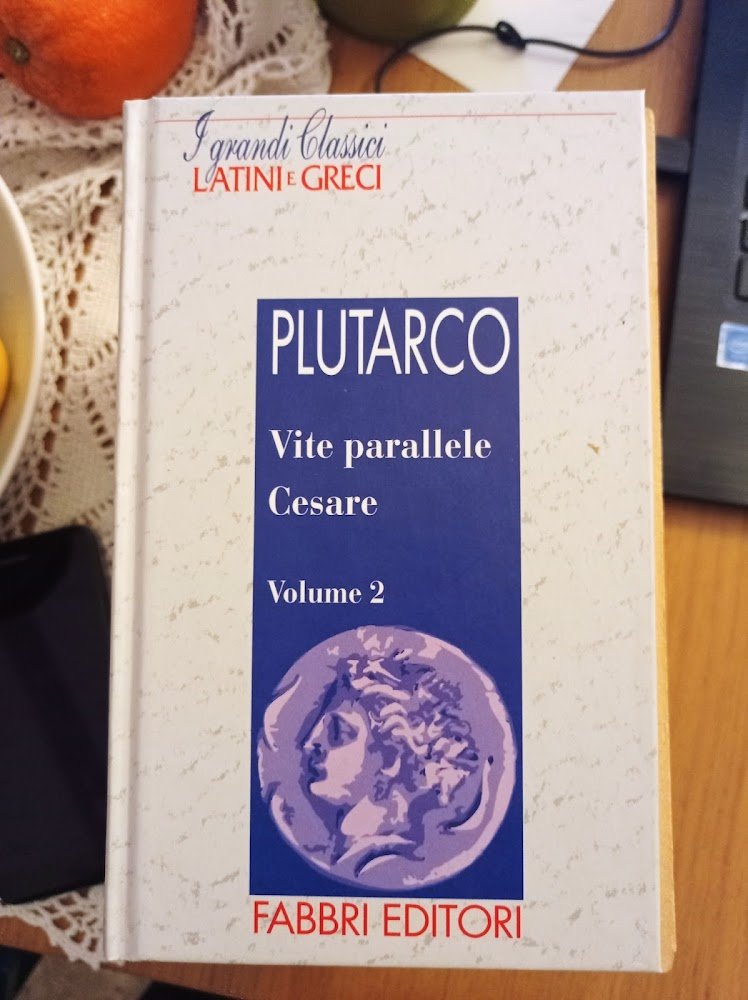 I grandi Classici
LATINI E GRECI
PLUTARCO
Vite parallele
Cesare
Volume 2
FABBRI EDITORI